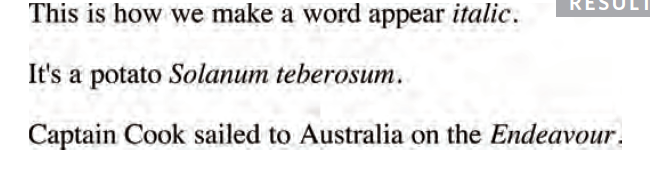 RESULT
This is how we make a word appear italic.
It's a potato Solanum teberosum.
Captain Cook sailed to Australia on the Endeavour.